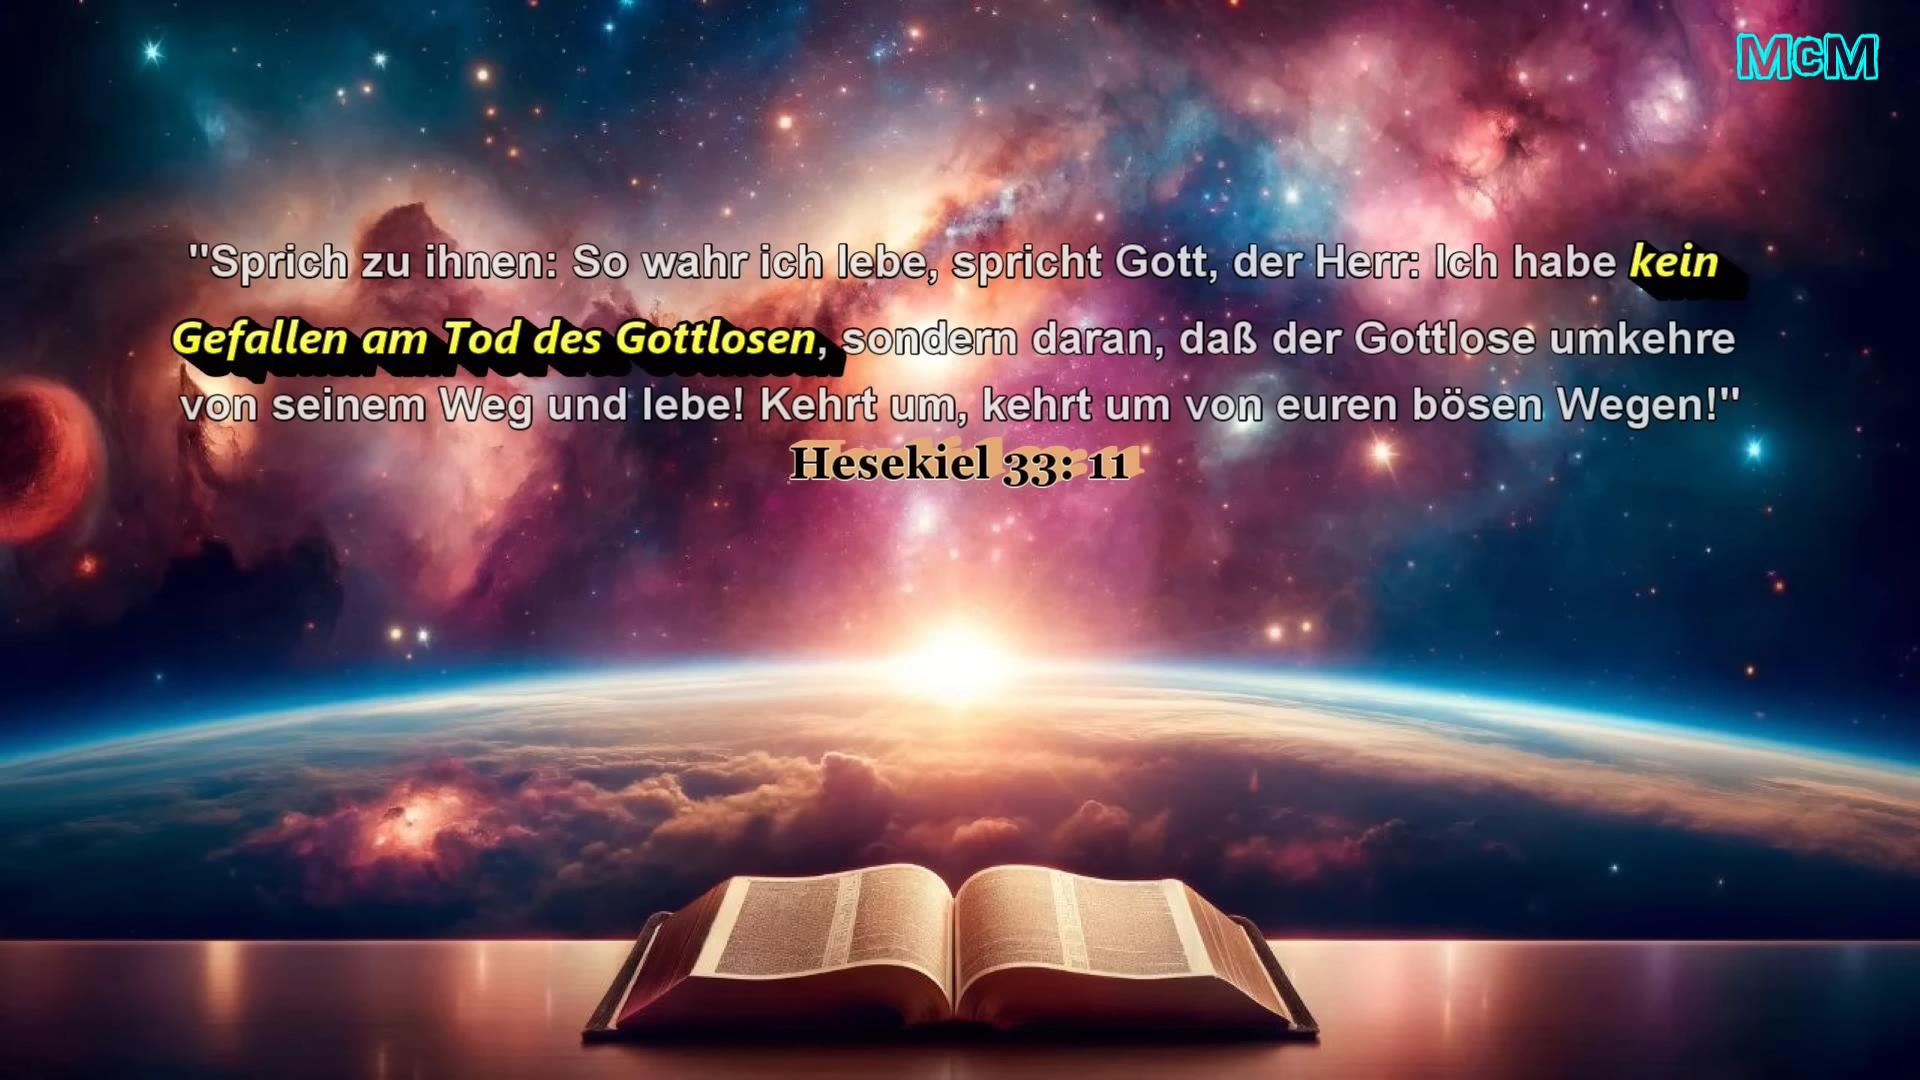 MCM
"Sprich zu ihnen: So wahr ich lebe, spricht Gott, der Herr: Ich habe kein
Gefallen am Tod des Gottlosen, sondern daran, daß der Gottlose umkehre
von seinem Weg und lebe! Kehrt um, kehrt um von euren bösen Wegen!"
Hesekiel 33: 11